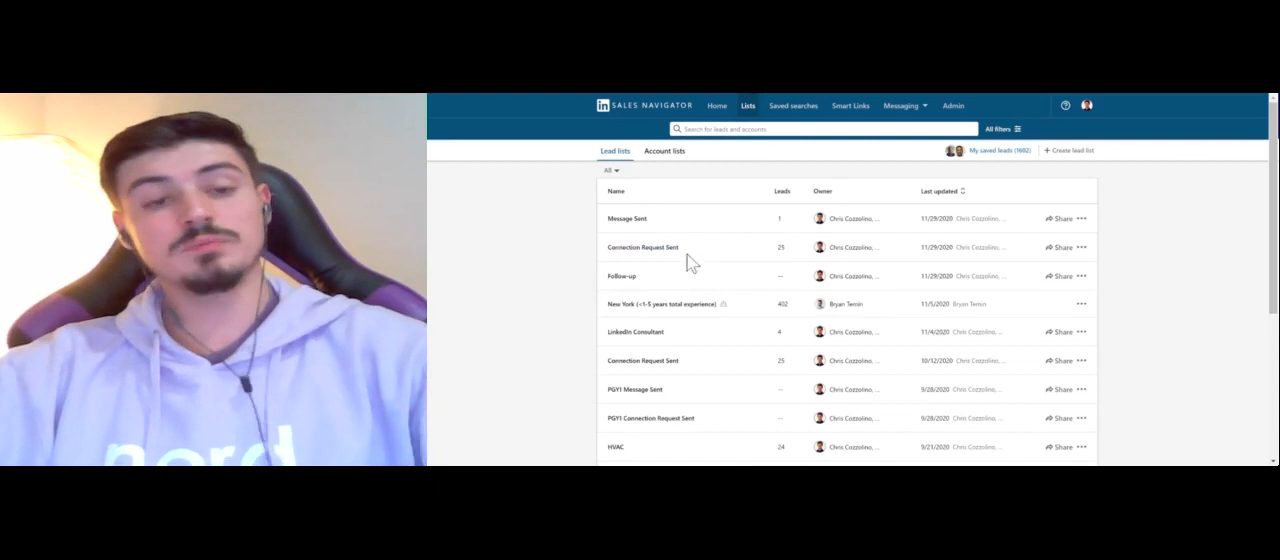 in SALES NAVIGATOR Home Lists Saved searches Smart Links Messaging Admin
Search for leads and accounts All filters
Lead lists Account lists My saved leads (1602) + Create lead list
All
Name Leads Owner Last updated
Message Sent 1 Chris Cozzolino, ... 11/29/2020 Chris Cozzolino, ... Share
Connection Request Sent 25 Chris Cozzolino, ... 11/29/2020 Chris Cozzolino, ... Share
Follow-up -- Chris Cozzolino, ... 11/29/2020 Chris Cozzolino, ... Share
New York (<1-5 years total experience) 402 Bryan Temin 11/5/2020 Bryan Temin
LinkedIn Consultant 4 Chris Cozzolino, ... 11/4/2020 Chris Cozzolino, ... Share
Connection Request Sent 25 Chris Cozzolino, ... 10/12/2020 Chris Cozzolino, ... Share
PGY1 Message Sent -- Chris Cozzolino, ... 9/28/2020 Chris Cozzolino, ... Share
PGY1 Connection Request Sent -- Chris Cozzolino, ... 9/28/2020 Chris Cozzolino, ... Share
HVAC 24 Chris Cozzolino, ... 9/21/2020 Chris Cozzolino, ... Share